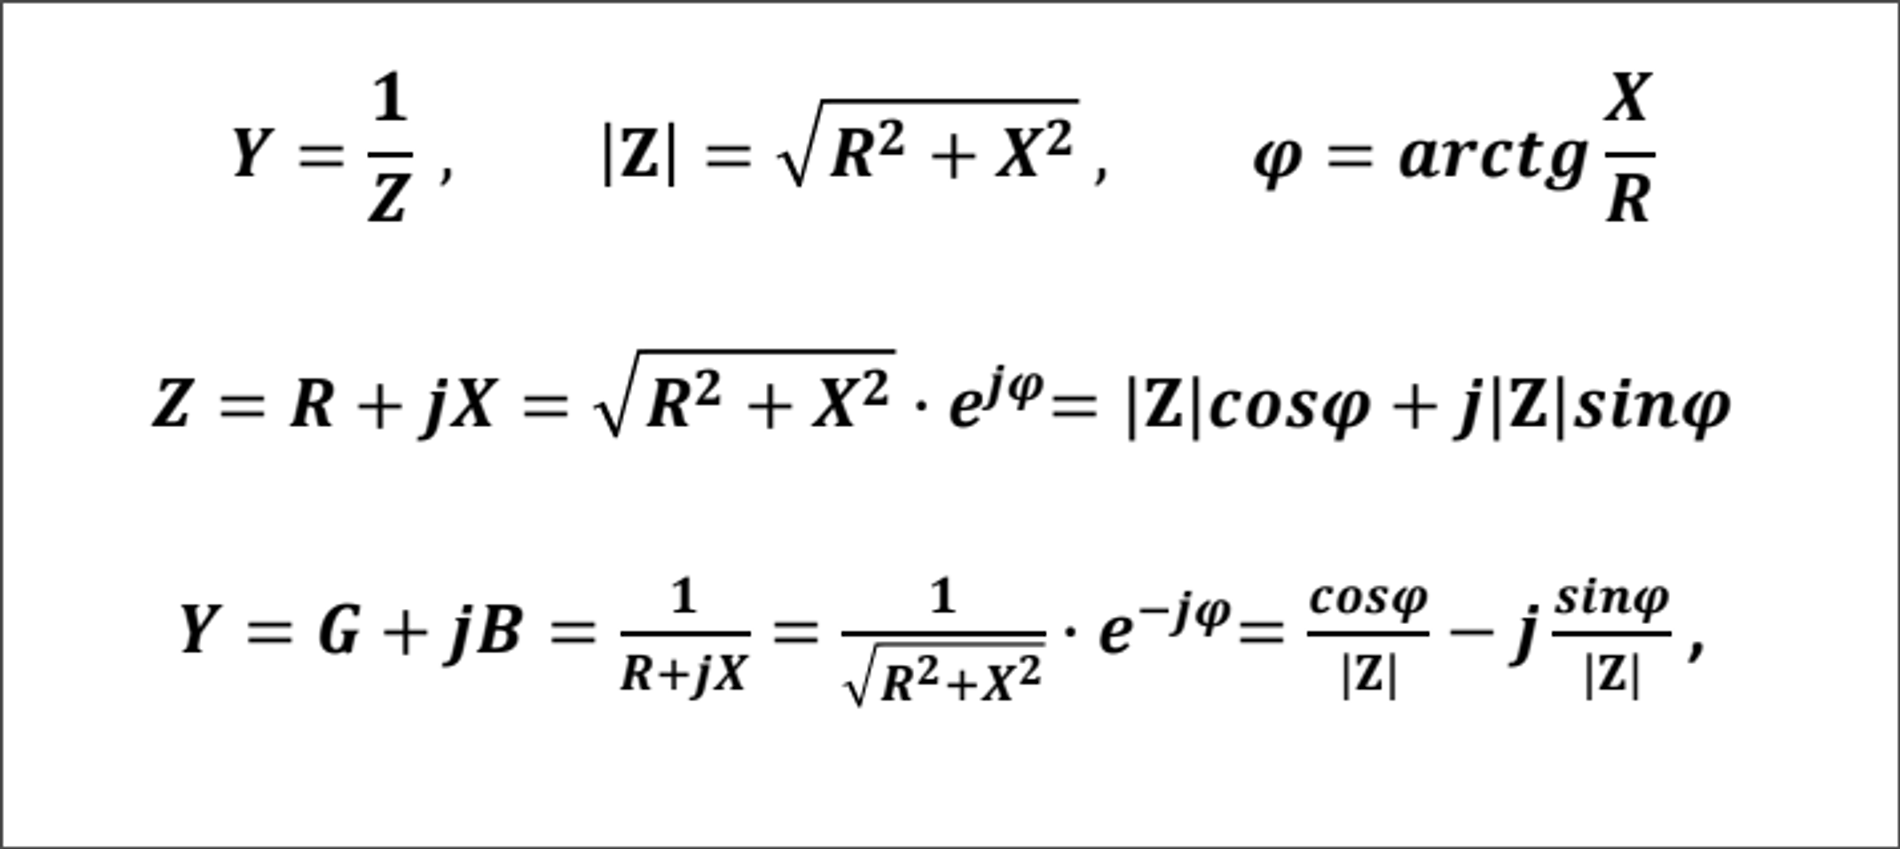 Y = 1/Z , |Z| = √(R² + X²) , φ = arctg X/R
Z = R + jX = √(R² + X²) · e^{jφ} = |Z|cosφ + j|Z|sinφ
Y = G + jB = 1/(R+jX) = 1/√(R²+X²) · e^{−jφ} = cosφ/|Z| − j sinφ/|Z| ,